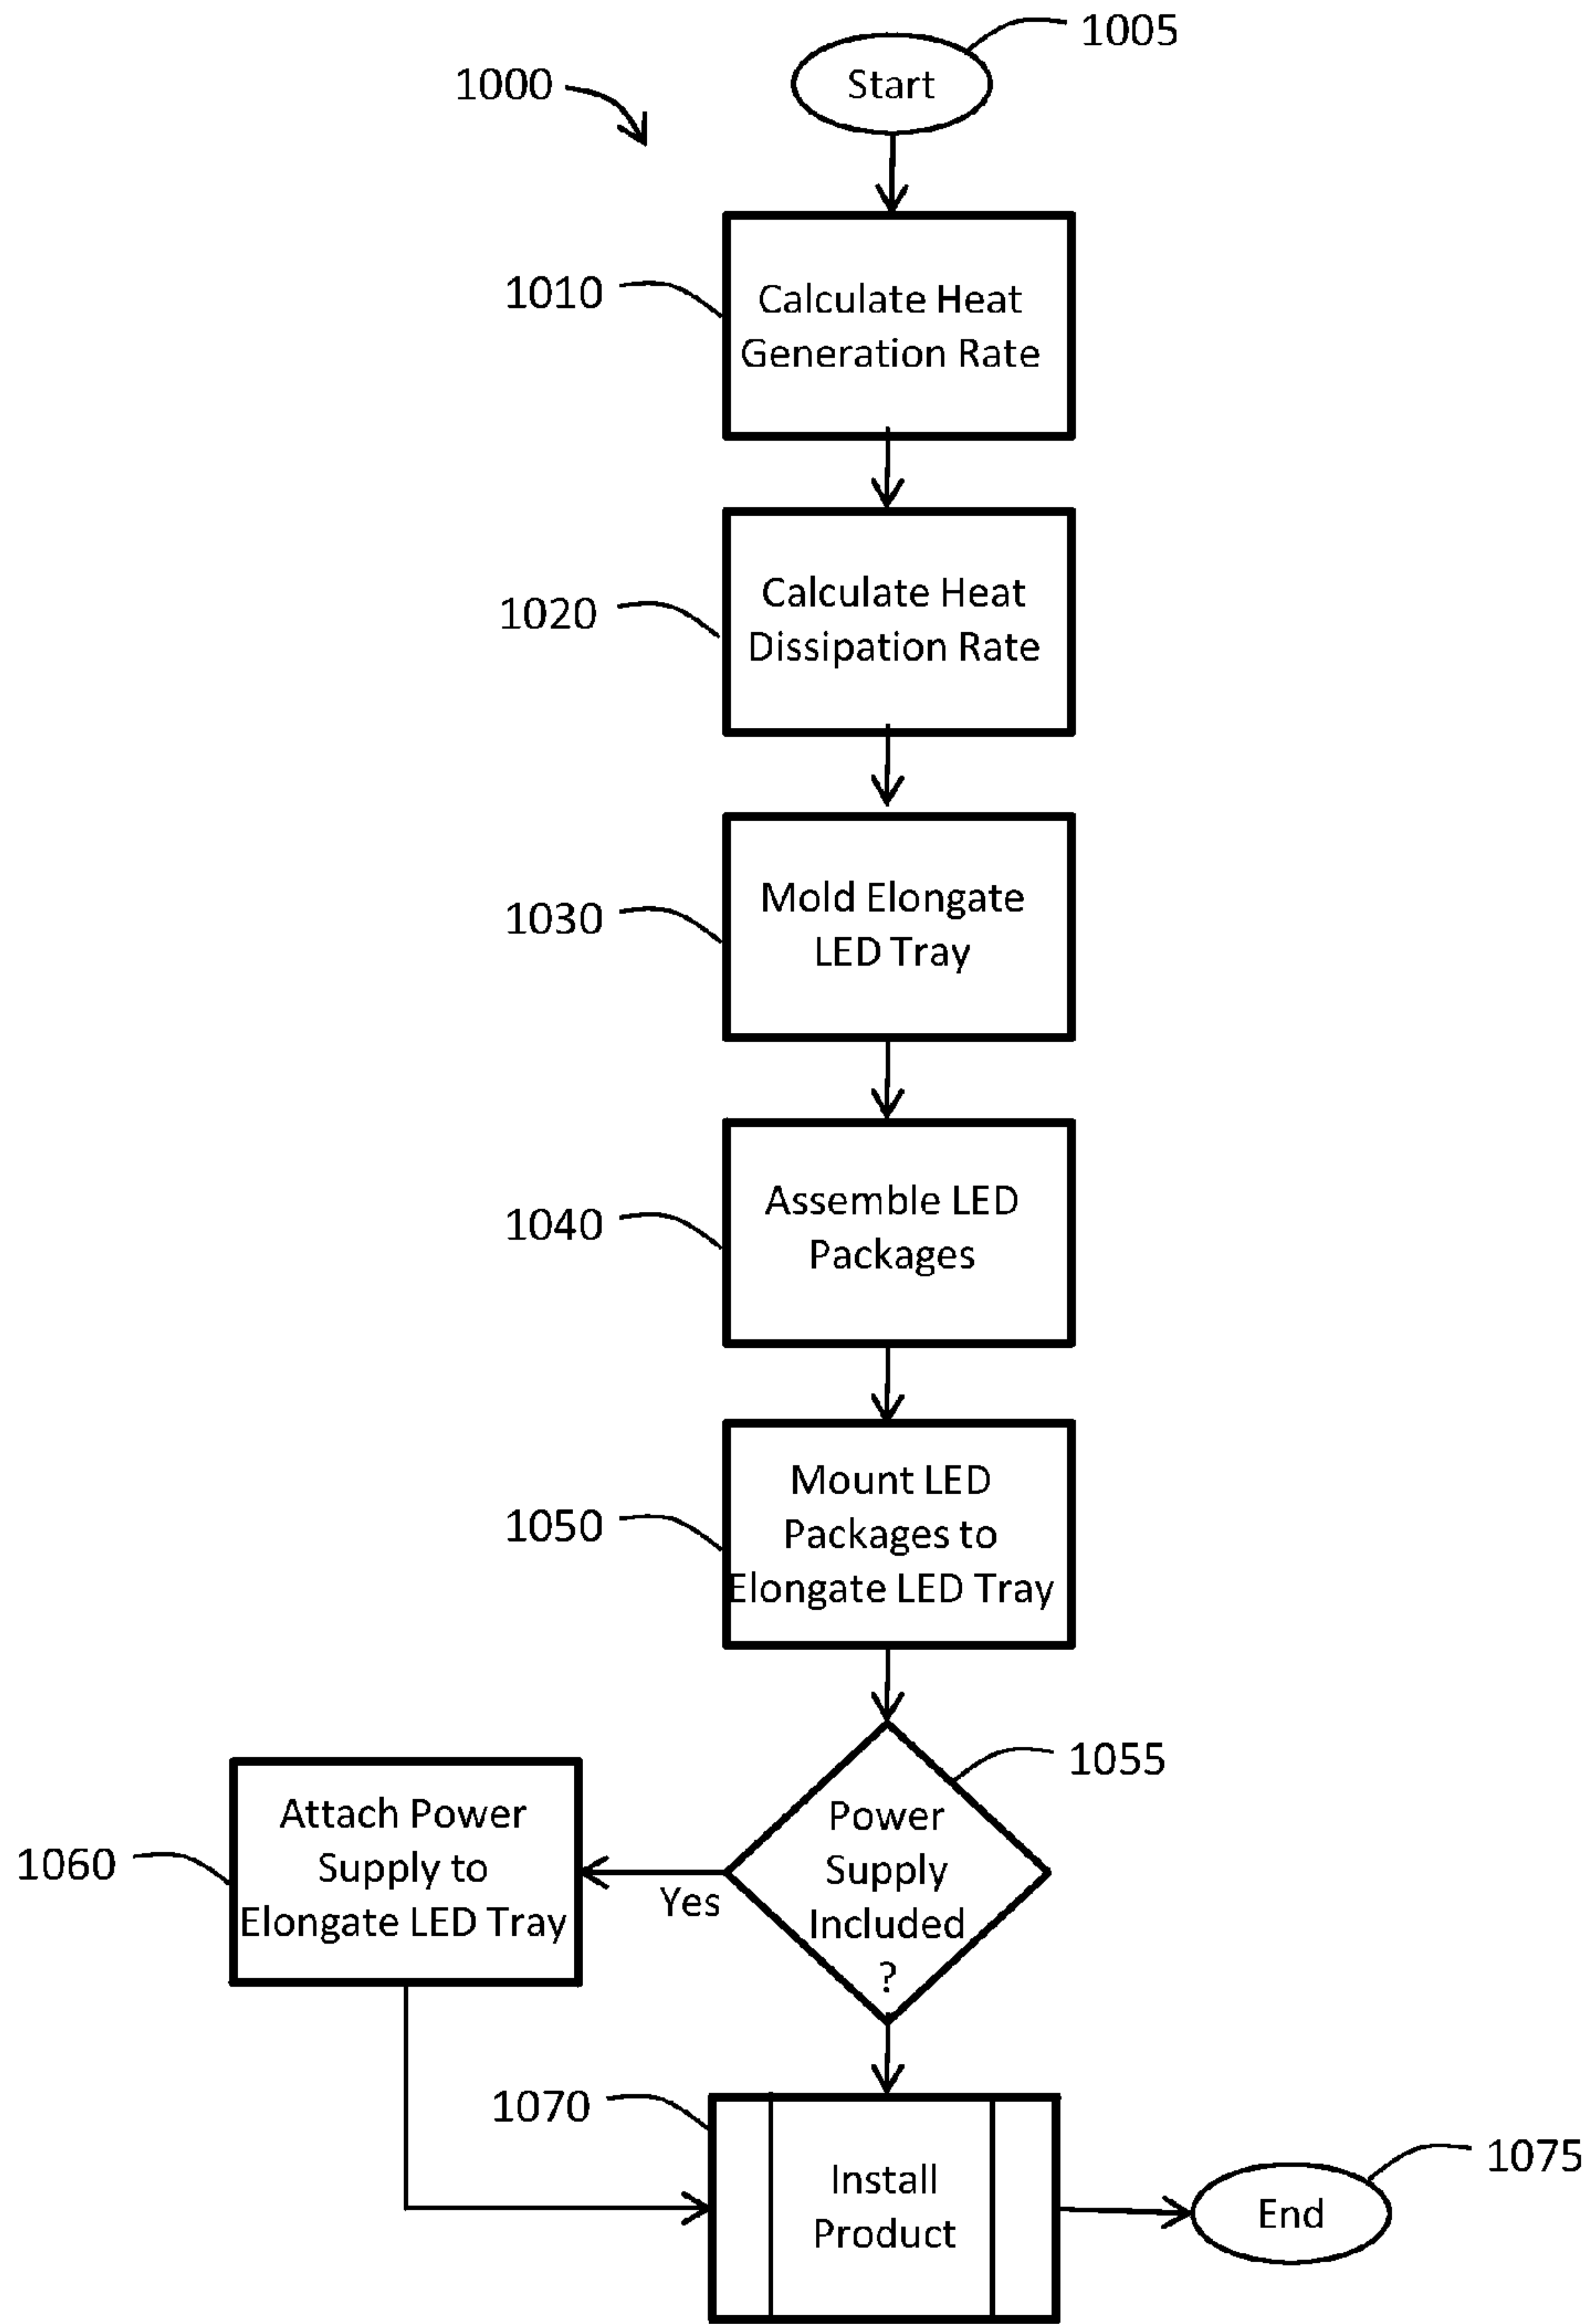 1005
Start
1000
1010
Calculate Heat
Generation Rate
1020
Calculate Heat
Dissipation Rate
1030
Mold Elongate
LED Tray
1040
Assemble LED
Packages
1050
Mount LED
Packages to
Elongate LED Tray
1055
Power
Supply
Included
?
Yes
1060
Attach Power
Supply to
Elongate LED Tray
1070
Install
Product
1075
End